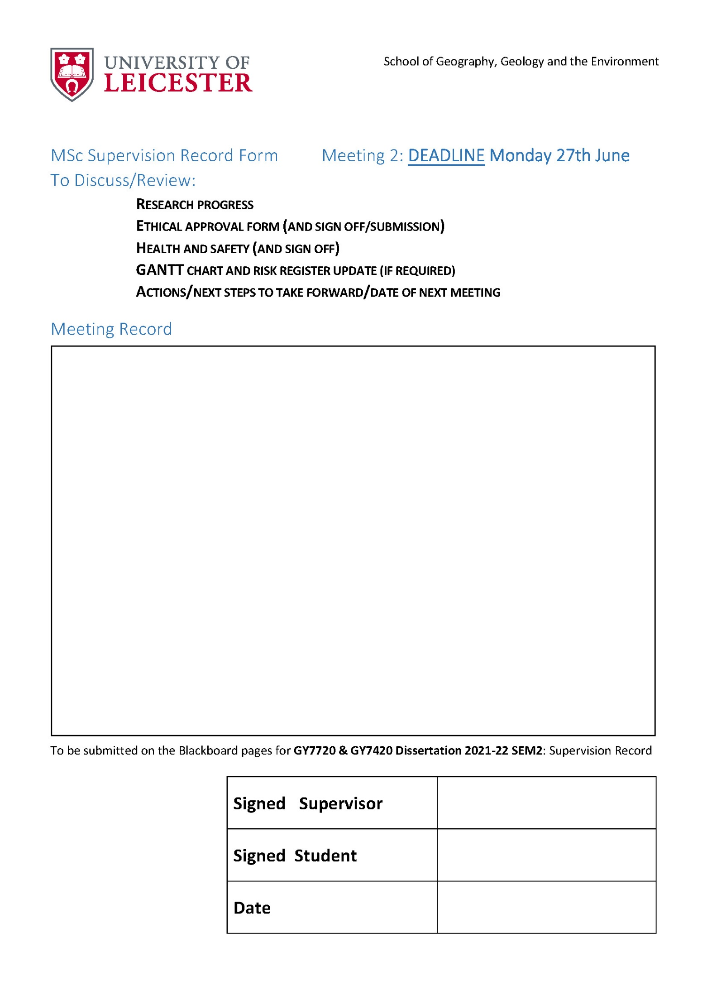 UNIVERSITY OF
LEICESTER
School of Geography, Geology and the Environment
MSc Supervision Record Form Meeting 2: DEADLINE Monday 27th June
To Discuss/Review:
RESEARCH PROGRESS
ETHICAL APPROVAL FORM (AND SIGN OFF/SUBMISSION)
HEALTH AND SAFETY (AND SIGN OFF)
GANTT CHART AND RISK REGISTER UPDATE (IF REQUIRED)
ACTIONS/NEXT STEPS TO TAKE FORWARD/DATE OF NEXT MEETING
Meeting Record
To be submitted on the Blackboard pages for GY7720 & GY7420 Dissertation 2021-22 SEM2: Supervision Record
Signed Supervisor
Signed Student
Date